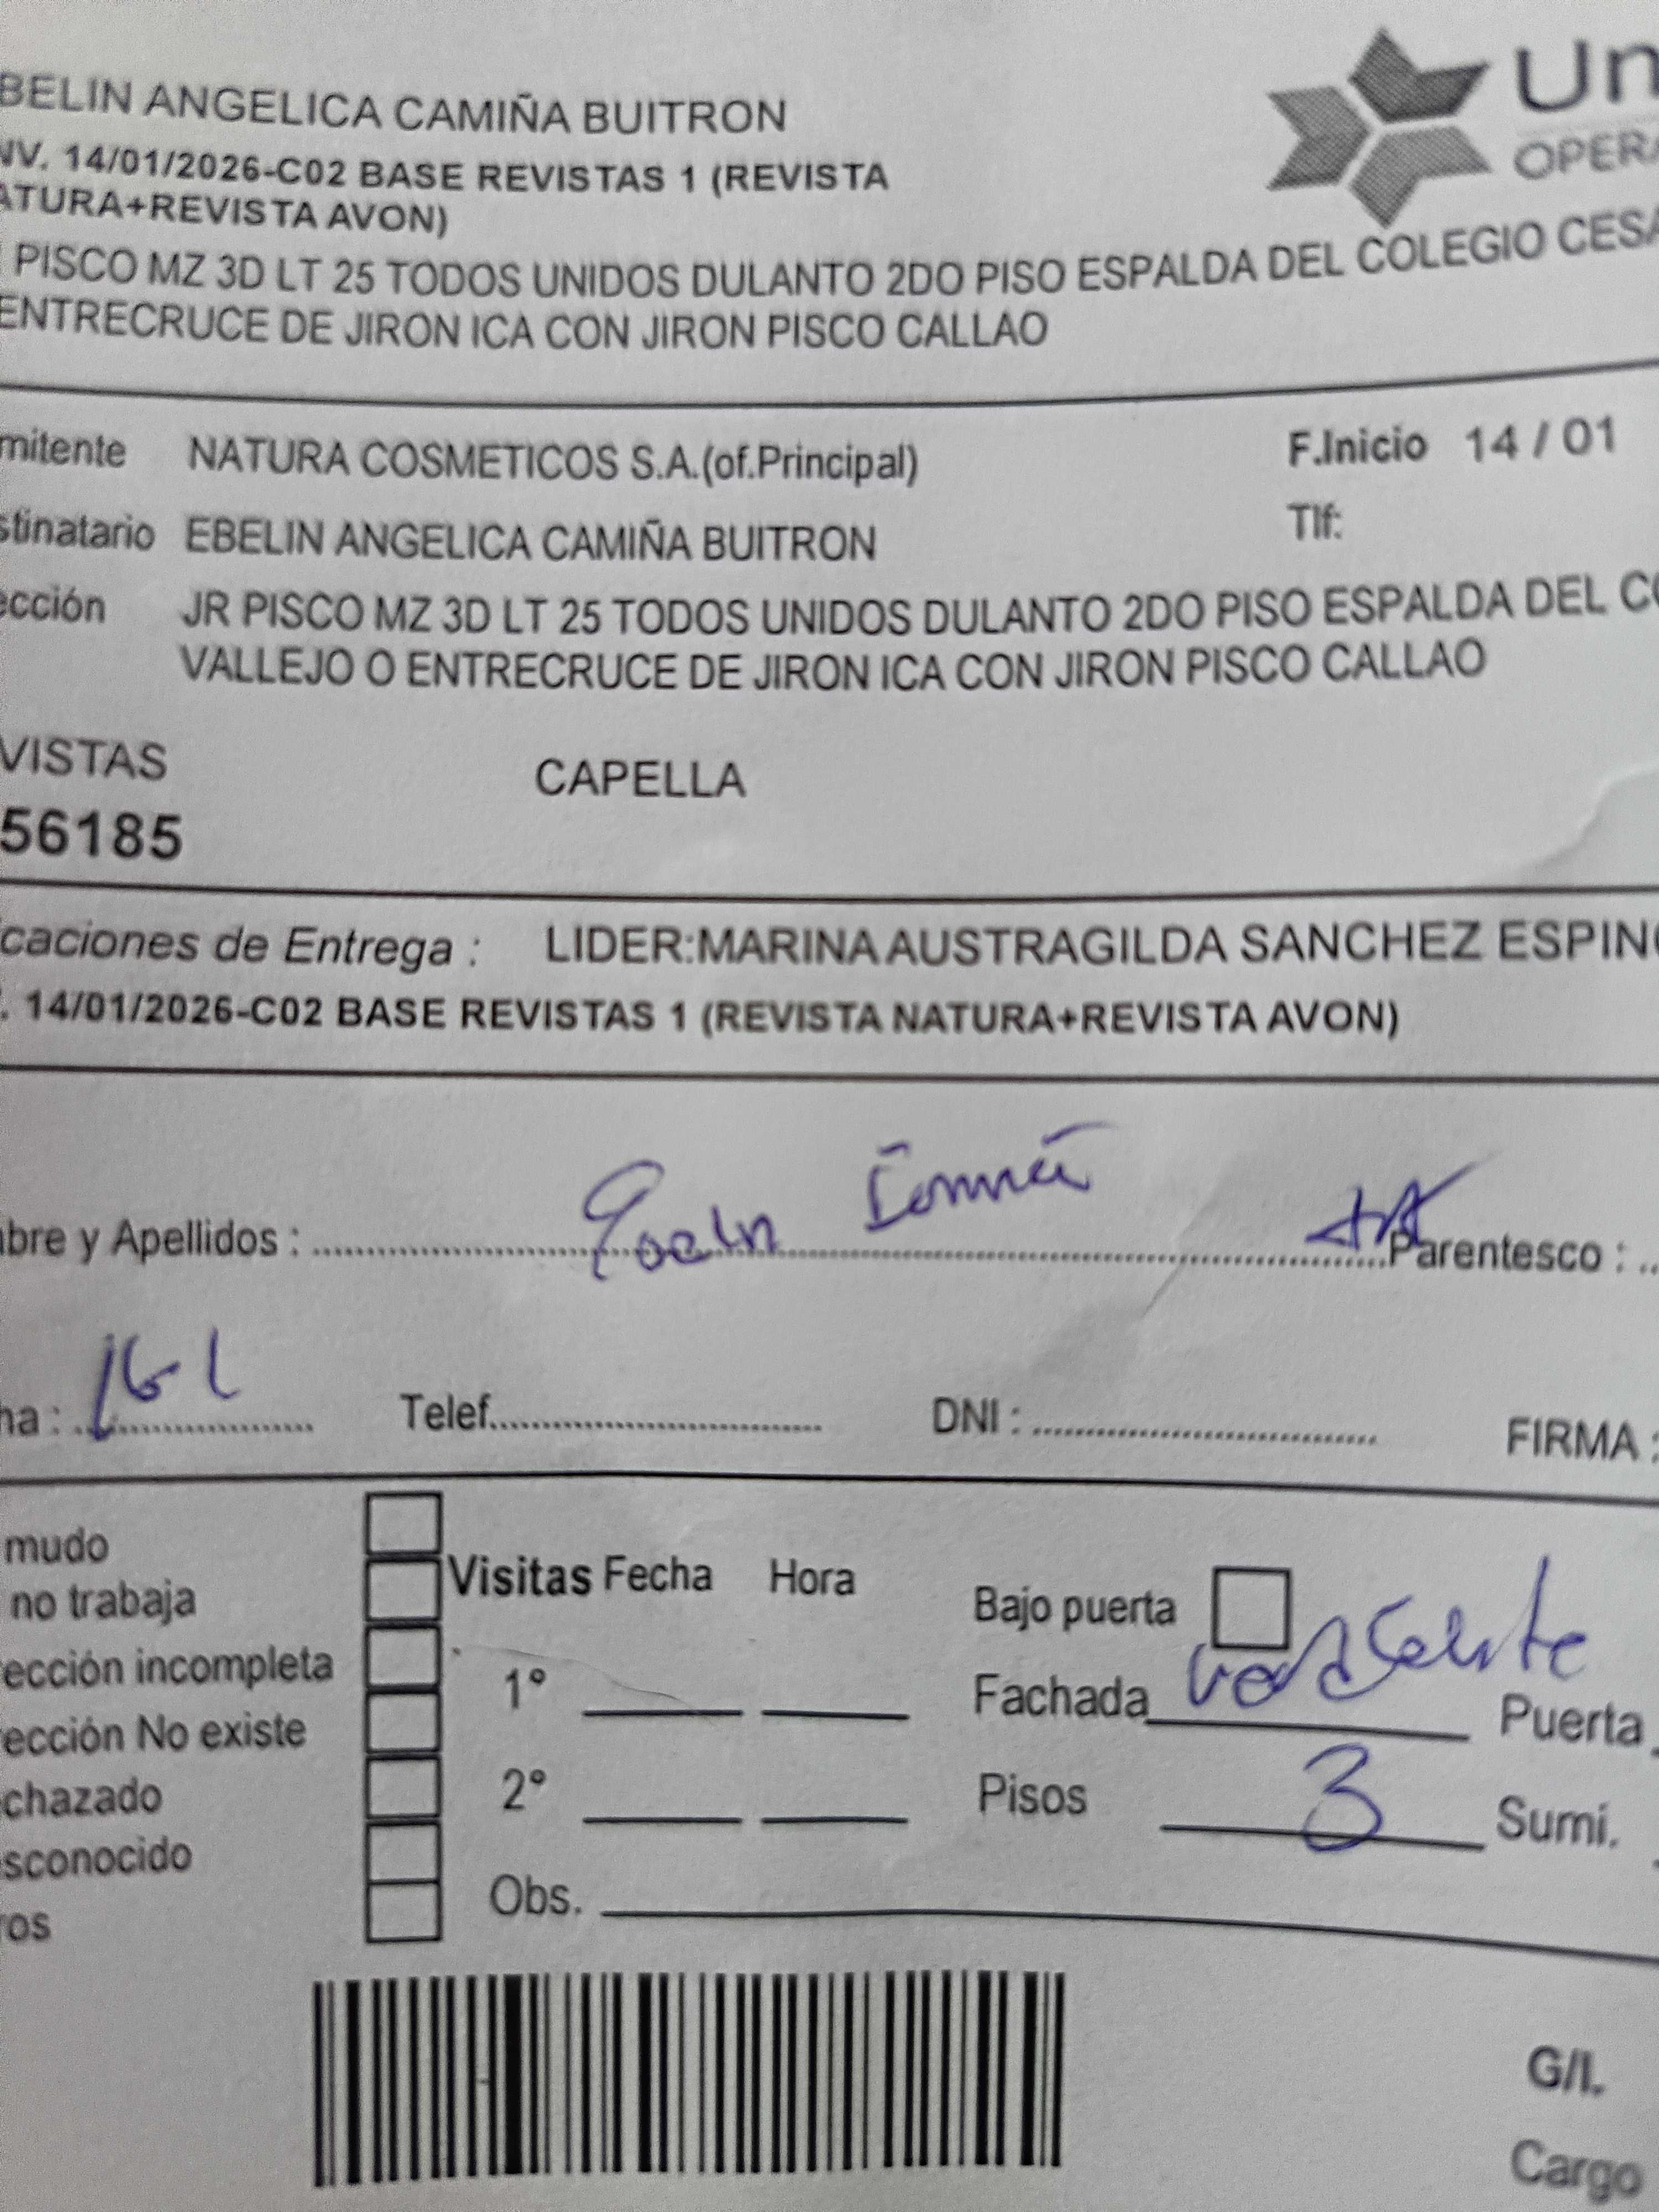 BELIN ANGELICA CAMIÑA BUITRON
NV. 14/01/2026-C02 BASE REVISTAS 1 (REVISTA
ATURA+REVISTA AVON)
PISCO MZ 3D LT 25 TODOS UNIDOS DULANTO 2DO PISO ESPALDA DEL COLEGIO CESA
ENTRECRUCE DE JIRON ICA CON JIRON PISCO CALLAO
Un
OPERA
mitente NATURA COSMETICOS S.A.(of.Principal) F.Inicio 14 / 01
stinatario EBELIN ANGELICA CAMIÑA BUITRON Tlf:
ección JR PISCO MZ 3D LT 25 TODOS UNIDOS DULANTO 2DO PISO ESPALDA DEL CO
VALLEJO O ENTRECRUCE DE JIRON ICA CON JIRON PISCO CALLAO
VISTAS CAPELLA
56185
caciones de Entrega : LIDER:MARINA AUSTRAGILDA SANCHEZ ESPINO
. 14/01/2026-C02 BASE REVISTAS 1 (REVISTA NATURA+REVISTA AVON)
bre y Apellidos : Parentesco :
ha : Telef. DNI : FIRMA :
mudo
no trabaja
ección incompleta
ección No existe
chazado
sconocido
ros
Visitas Fecha Hora
1°
2°
Obs.
Bajo puerta
Fachada Puerta
Pisos 3 Sumi.
G/I.
Cargo